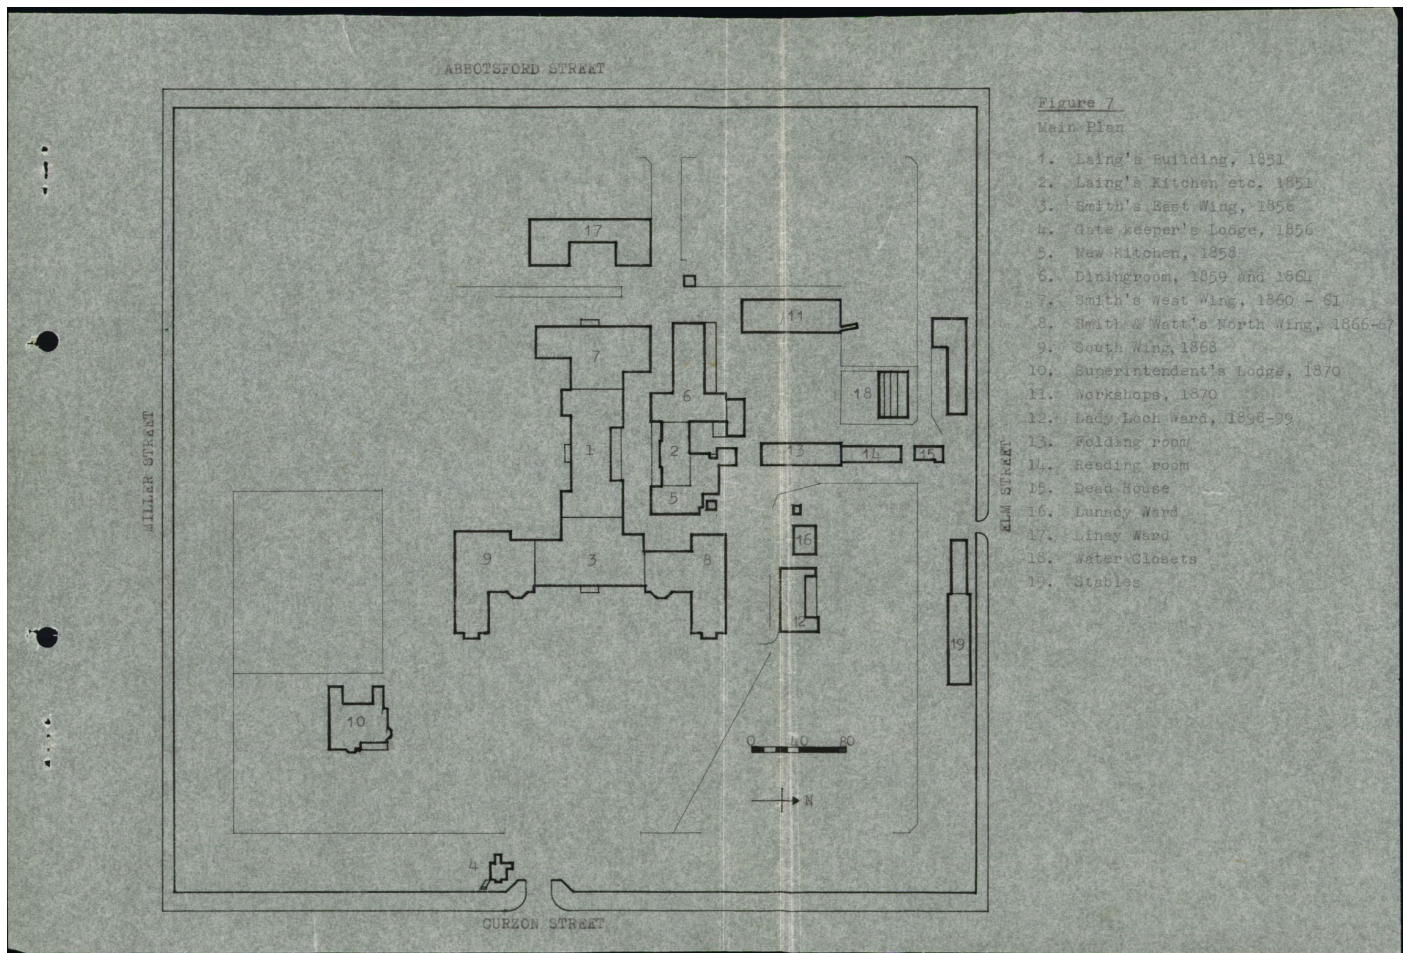 ABBOTSFORD STREET
Figure 7
Main Plan
1. Laing's Building, 1851
2. Laing's Kitchen etc. 1851
3. Smith's East Wing, 1856
4. Gate keeper's Lodge, 1856
5. New Kitchen, 1858
6. Diningroom, 1859 and 1864
7. Smith's West Wing, 1860 - 61
8. Smith & Watt's North Wing, 1866-67
9. South Wing, 1868
10. Superintendent's Lodge, 1870
11. Workshops, 1870
12. Lady Loch Ward, 1898-99
13. Folding room
14. Reading room
15. Dead House
16. Lunacy Ward
17. Linay Ward
18. Water Closets
19. Stables
MILLER STREET
ELM STREET
17
11
7
18
6
1
2
13
14
15
5
16
9
3
8
12
19
10
0 40 80
N
4
CURZON STREET